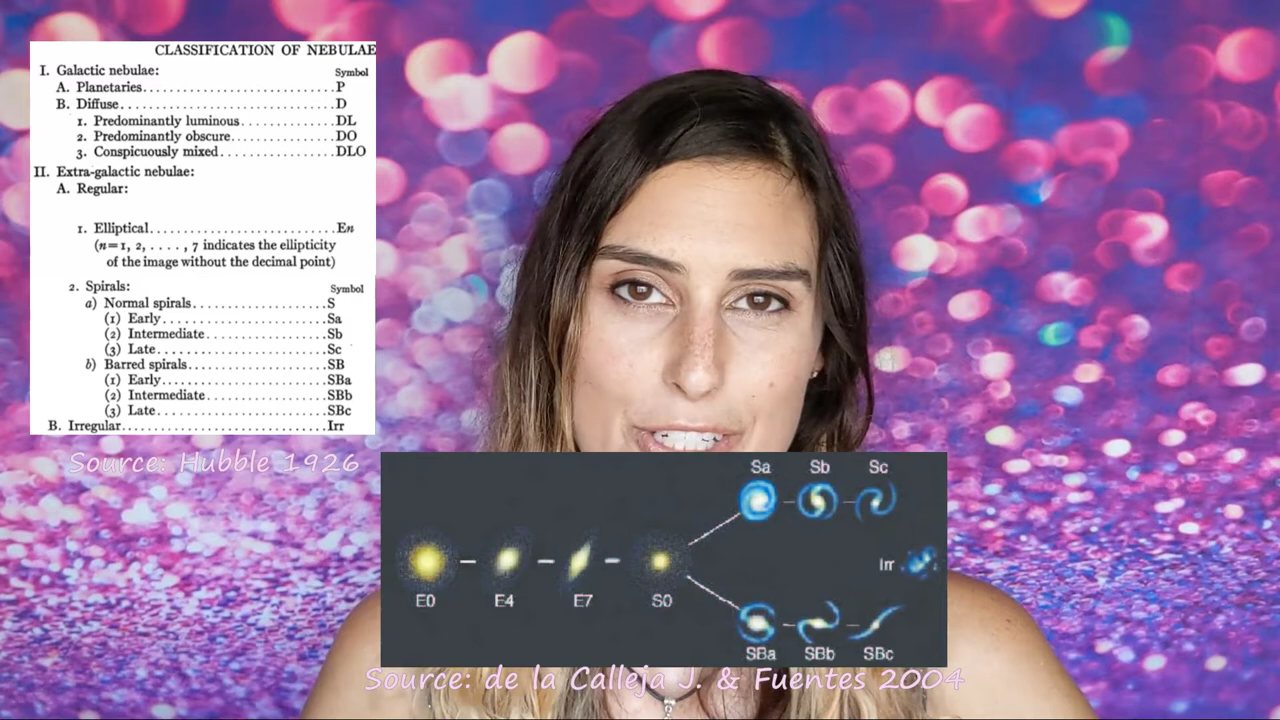 CLASSIFICATION OF NEBULAE
I. Galactic nebulae: Symbol
A. Planetaries............................P
B. Diffuse................................D
1. Predominantly luminous..............DL
2. Predominantly obscure...............DO
3. Conspicuously mixed.................DLO
II. Extra-galactic nebulae:
A. Regular:
1. Elliptical............................En
(n=1, 2, . . . . , 7 indicates the ellipticity
of the image without the decimal point)
2. Spirals: Symbol
a) Normal spirals.......................S
(1) Early.............................Sa
(2) Intermediate......................Sb
(3) Late..............................Sc
b) Barred spirals.......................SB
(1) Early.............................SBa
(2) Intermediate......................SBb
(3) Late..............................SBc
B. Irregular.............................Irr
Source: Hubble 1926
Sa Sb Sc
Irr
E0 E4 E7 S0
SBa SBb SBc
Source: de la Calleja J. & Fuentes 2004